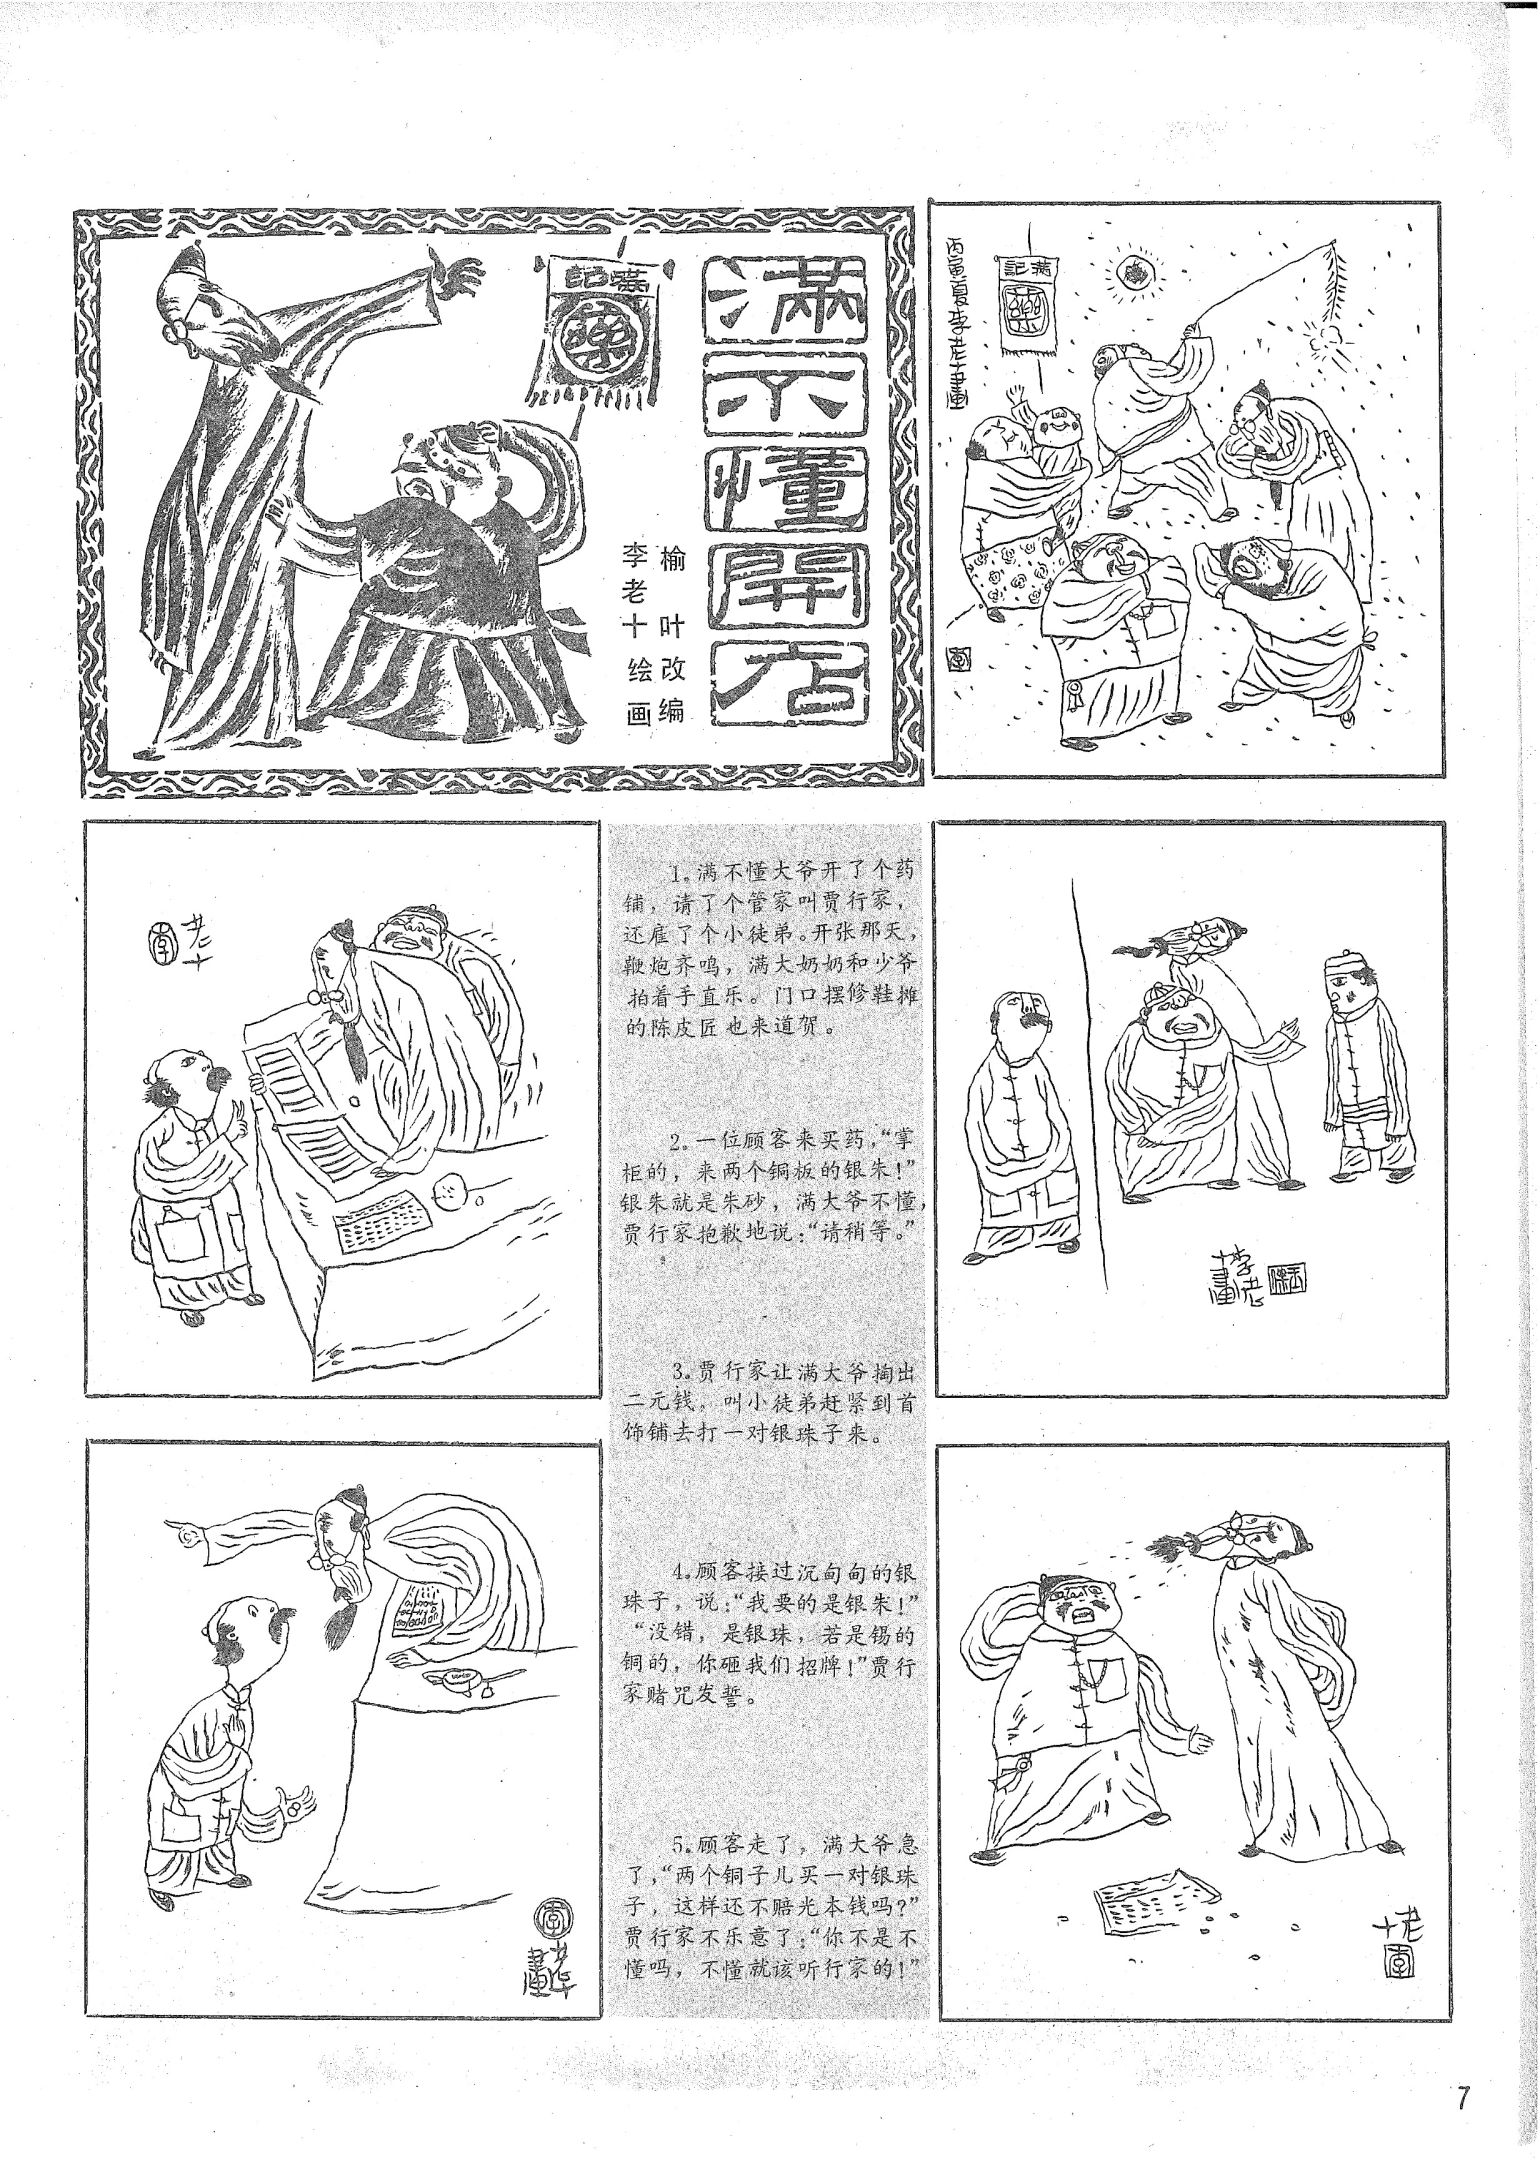 滿不懂開店
满記
藥
榆叶改编
李老十绘画
丙寅夏李老十畫
满記
藥
李
1。满不懂大爷开了个药
铺，请了个管家叫贾行家，
还雇了个小徒弟。开张那天，
鞭炮齐鸣，满大奶奶和少爷
拍着手直乐。门口摆修鞋摊
的陈皮匠也来道贺。
老十
李
2。一位顾客来买药，“掌
柜的，来两个铜板的银朱！”
银朱就是朱砂，满大爷不懂，
贾行家抱歉地说：“请稍等。”
李老十畫
3。贾行家让满大爷掏出
二元钱，叫小徒弟赶紧到首
饰铺去打一对银珠子来。
4。顾客接过沉甸甸的银
珠子，说：“我要的是银朱！”
“没错，是银珠，若是锡的
铜的，你砸我们招牌！”贾行
家赌咒发誓。
李
老十畫
5。顾客走了，满大爷急
了，“两个铜子儿买一对银珠
子，这样还不赔光本钱吗？”
贾行家不乐意了：“你不是不
懂吗，不懂就该听行家的！”
老十
李
7